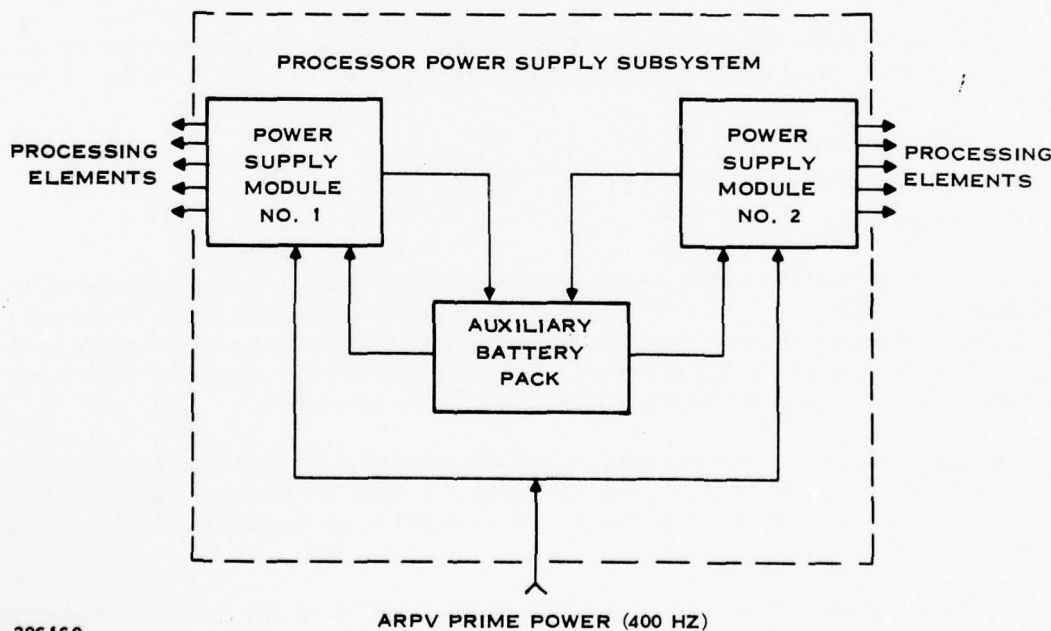 PROCESSOR POWER SUPPLY SUBSYSTEM
POWER
SUPPLY
MODULE
NO. 1
POWER
SUPPLY
MODULE
NO. 2
PROCESSING
ELEMENTS
PROCESSING
ELEMENTS
AUXILIARY
BATTERY
PACK
ARPV PRIME POWER (400 HZ)